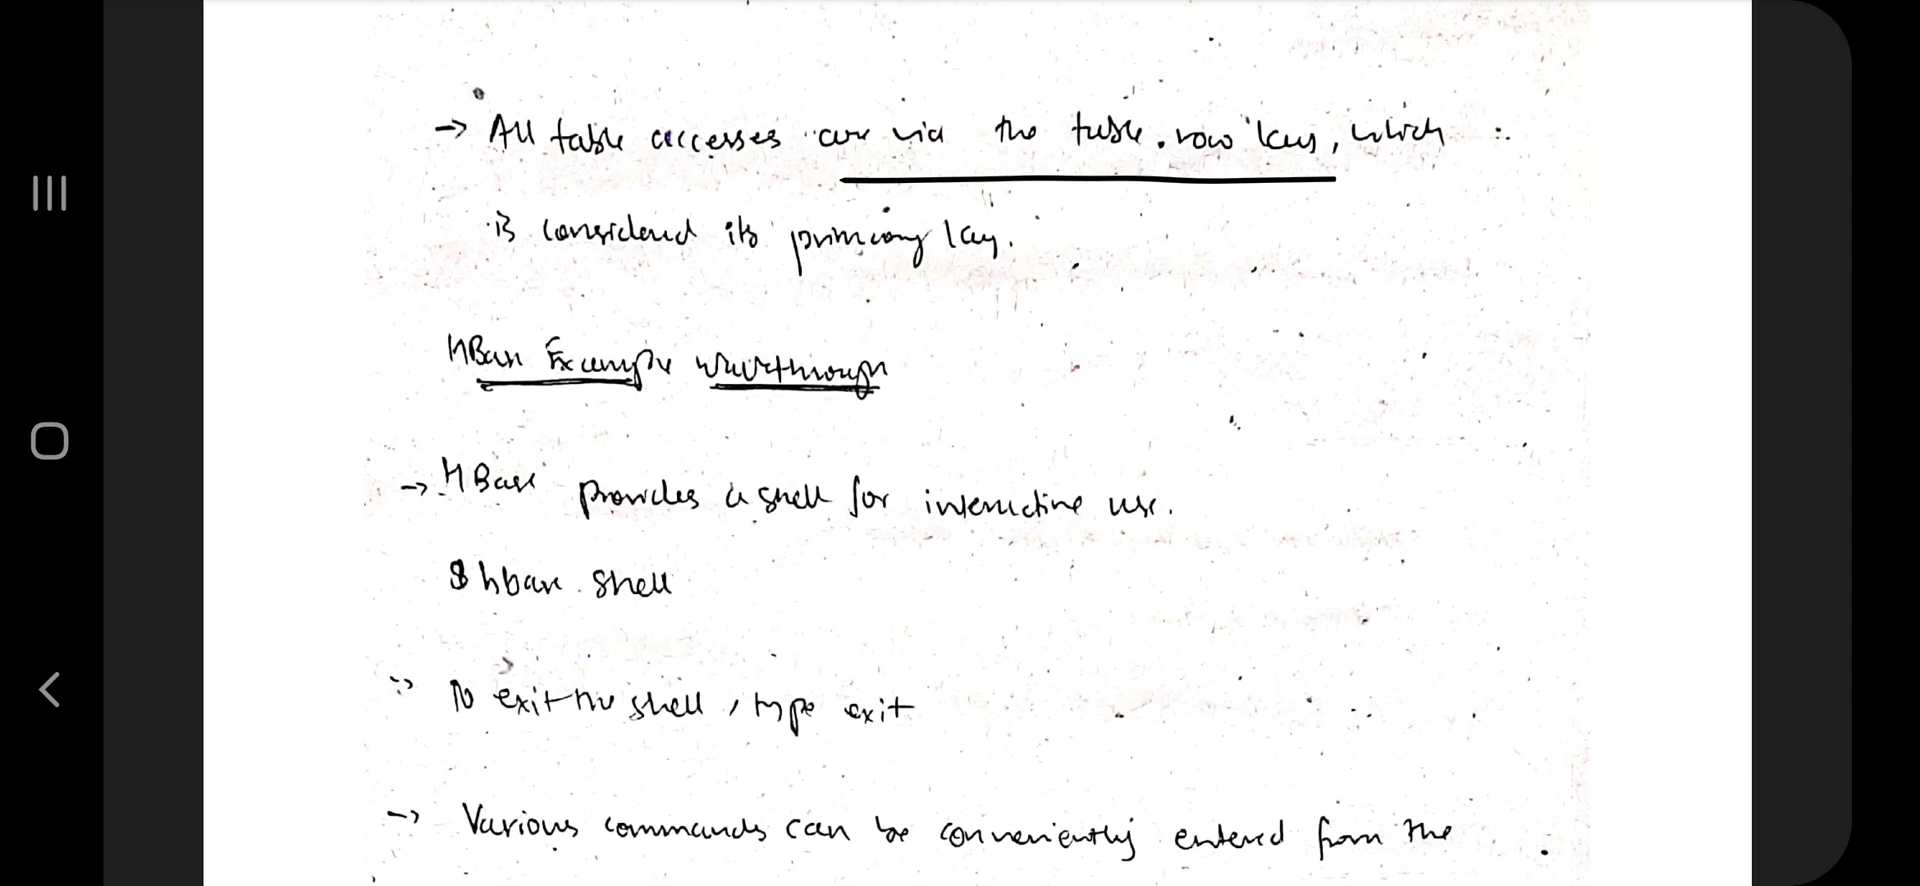 → All table accesses are via the table row key, which
is considered its primary key.
HBase Example Walkthrough
→ HBase provides a shell for interactive use.
$ hbase shell
→ To exit the shell, type exit
→ Various commands can be conveniently entered from the